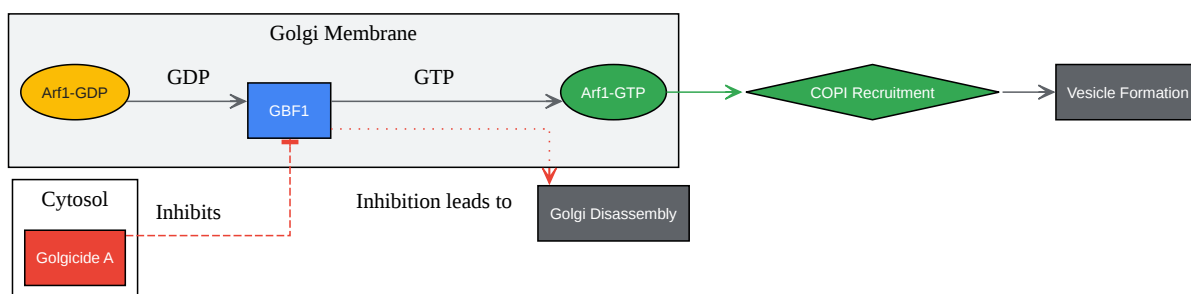 Golgi Membrane
Arf1-GDP
GDP
GBF1
GTP
Arf1-GTP
COPI Recruitment
Vesicle Formation
Cytosol
Inhibits
Inhibition leads to
Golgi Disassembly
Golgicide A